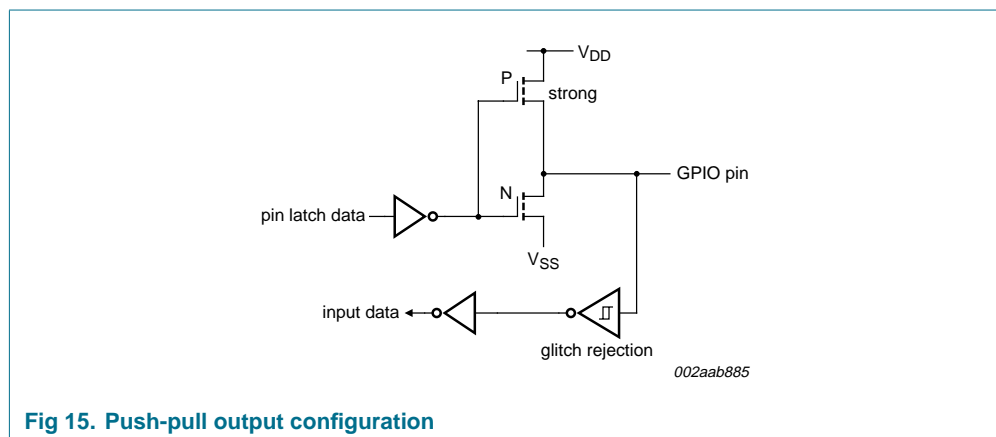 VDD
P
strong
GPIO pin
N
pin latch data
VSS
input data
glitch rejection
002aab885
Fig 15. Push-pull output configuration